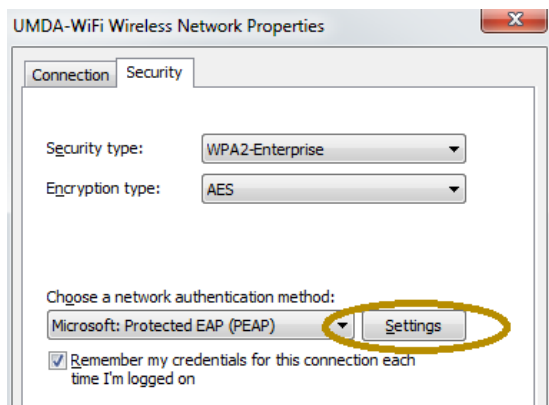 UMDA-WiFi Wireless Network Properties
Connection Security
Security type: WPA2-Enterprise
Encryption type: AES
Choose a network authentication method:
Microsoft: Protected EAP (PEAP) Settings
Remember my credentials for this connection each
time I'm logged on